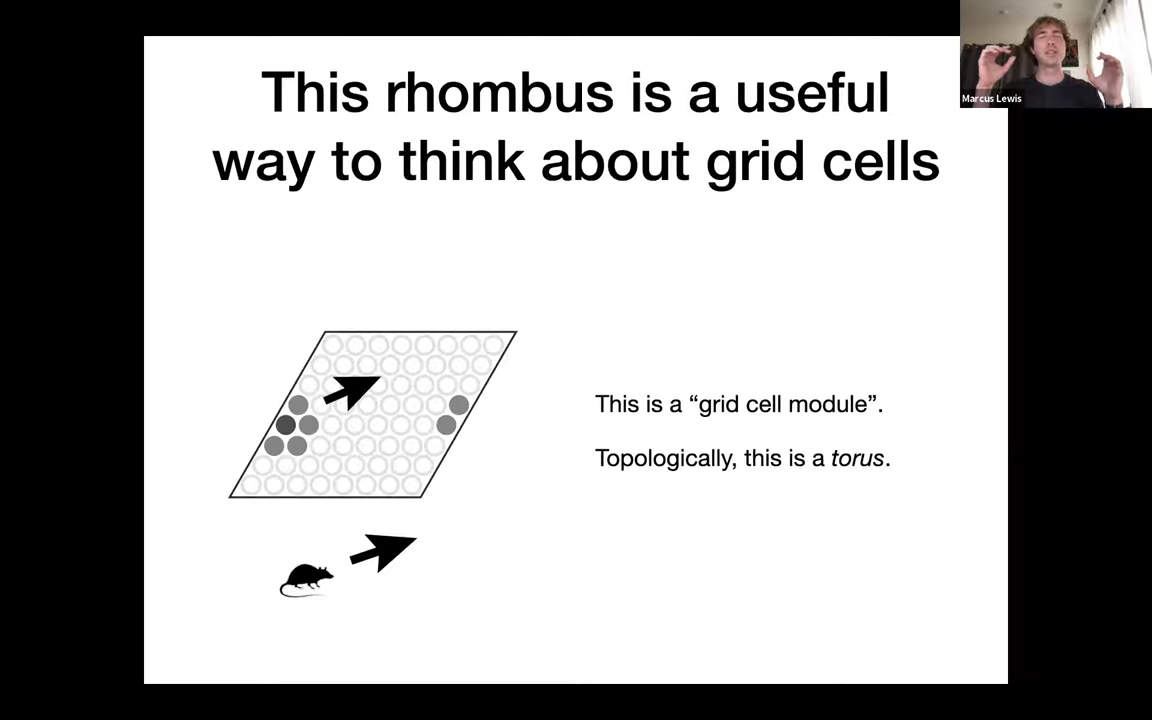 This rhombus is a useful
way to think about grid cells
Marcus Lewis
This is a “grid cell module”.
Topologically, this is a torus.